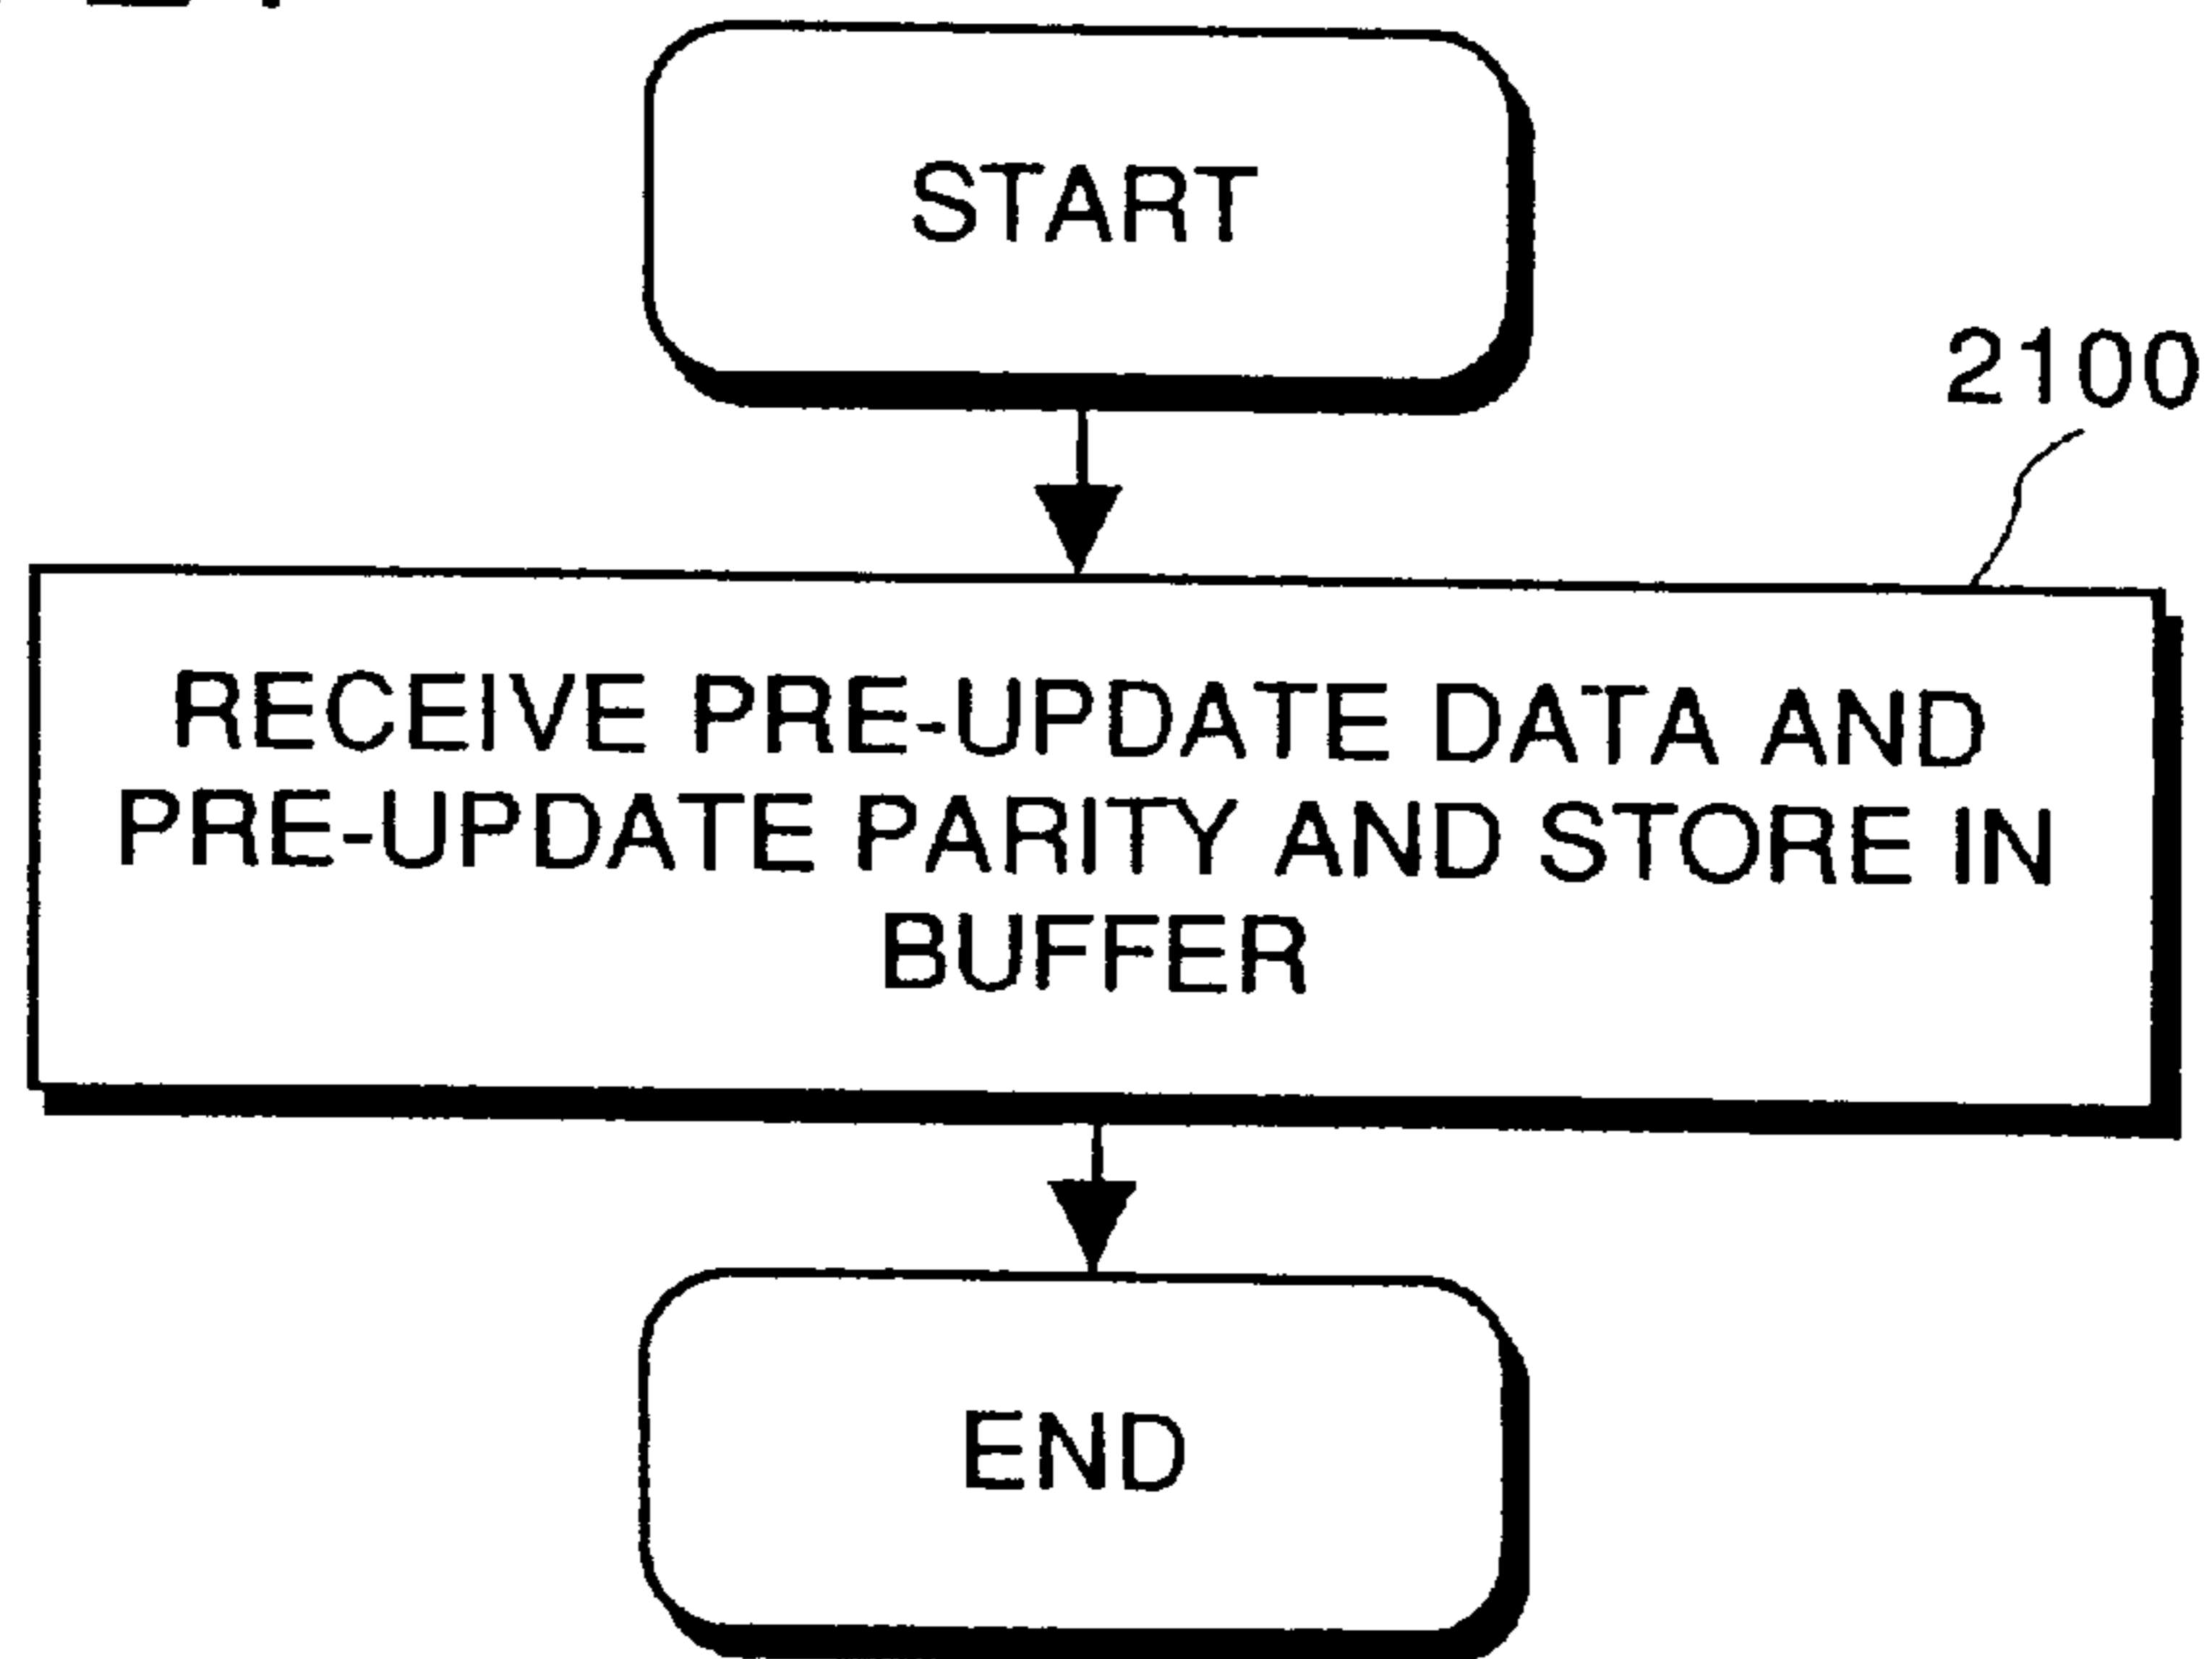 START
2100
RECEIVE PRE-UPDATE DATA AND
PRE-UPDATE PARITY AND STORE IN
BUFFER
END